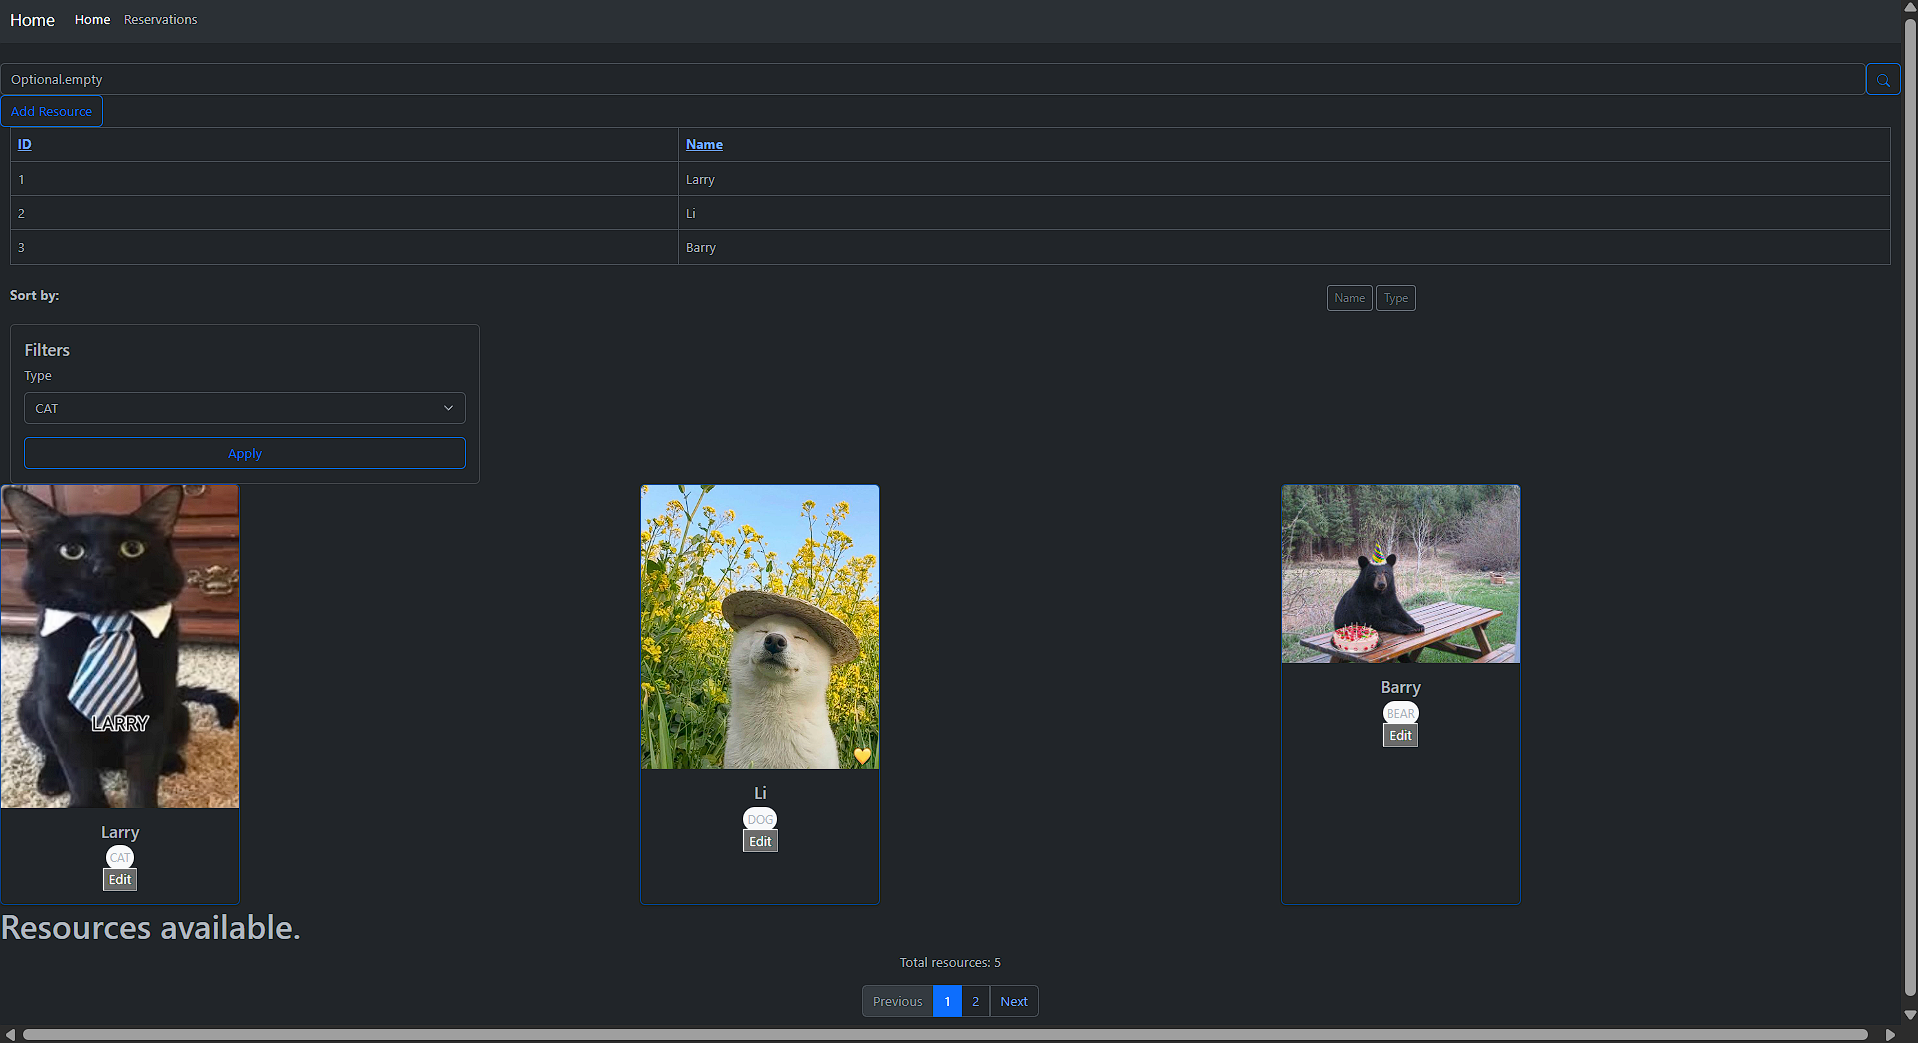 Home Home Reservations
Optional.empty
Add Resource
ID Name
1 Larry
2 Li
3 Barry
Sort by: Name Type
Filters
Type
CAT
Apply
LARRY
Larry
CAT
Edit
Li
DOG
Edit
Barry
BEAR
Edit
Resources available.
Total resources: 5
Previous 1 2 Next